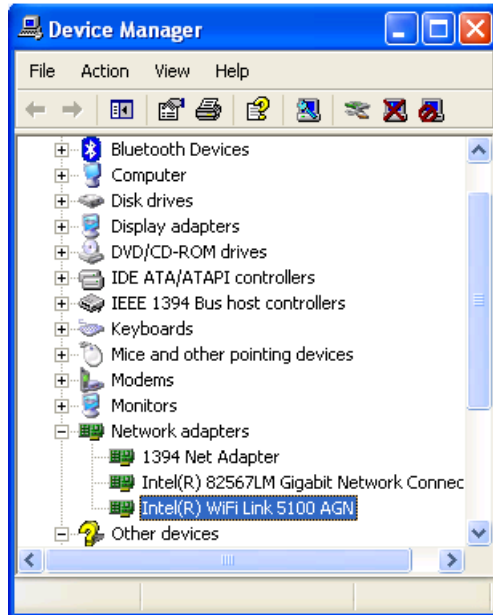 Device Manager
File Action View Help
Bluetooth Devices
Computer
Disk drives
Display adapters
DVD/CD-ROM drives
IDE ATA/ATAPI controllers
IEEE 1394 Bus host controllers
Keyboards
Mice and other pointing devices
Modems
Monitors
Network adapters
1394 Net Adapter
Intel(R) 82567LM Gigabit Network Connec
Intel(R) WiFi Link 5100 AGN
Other devices